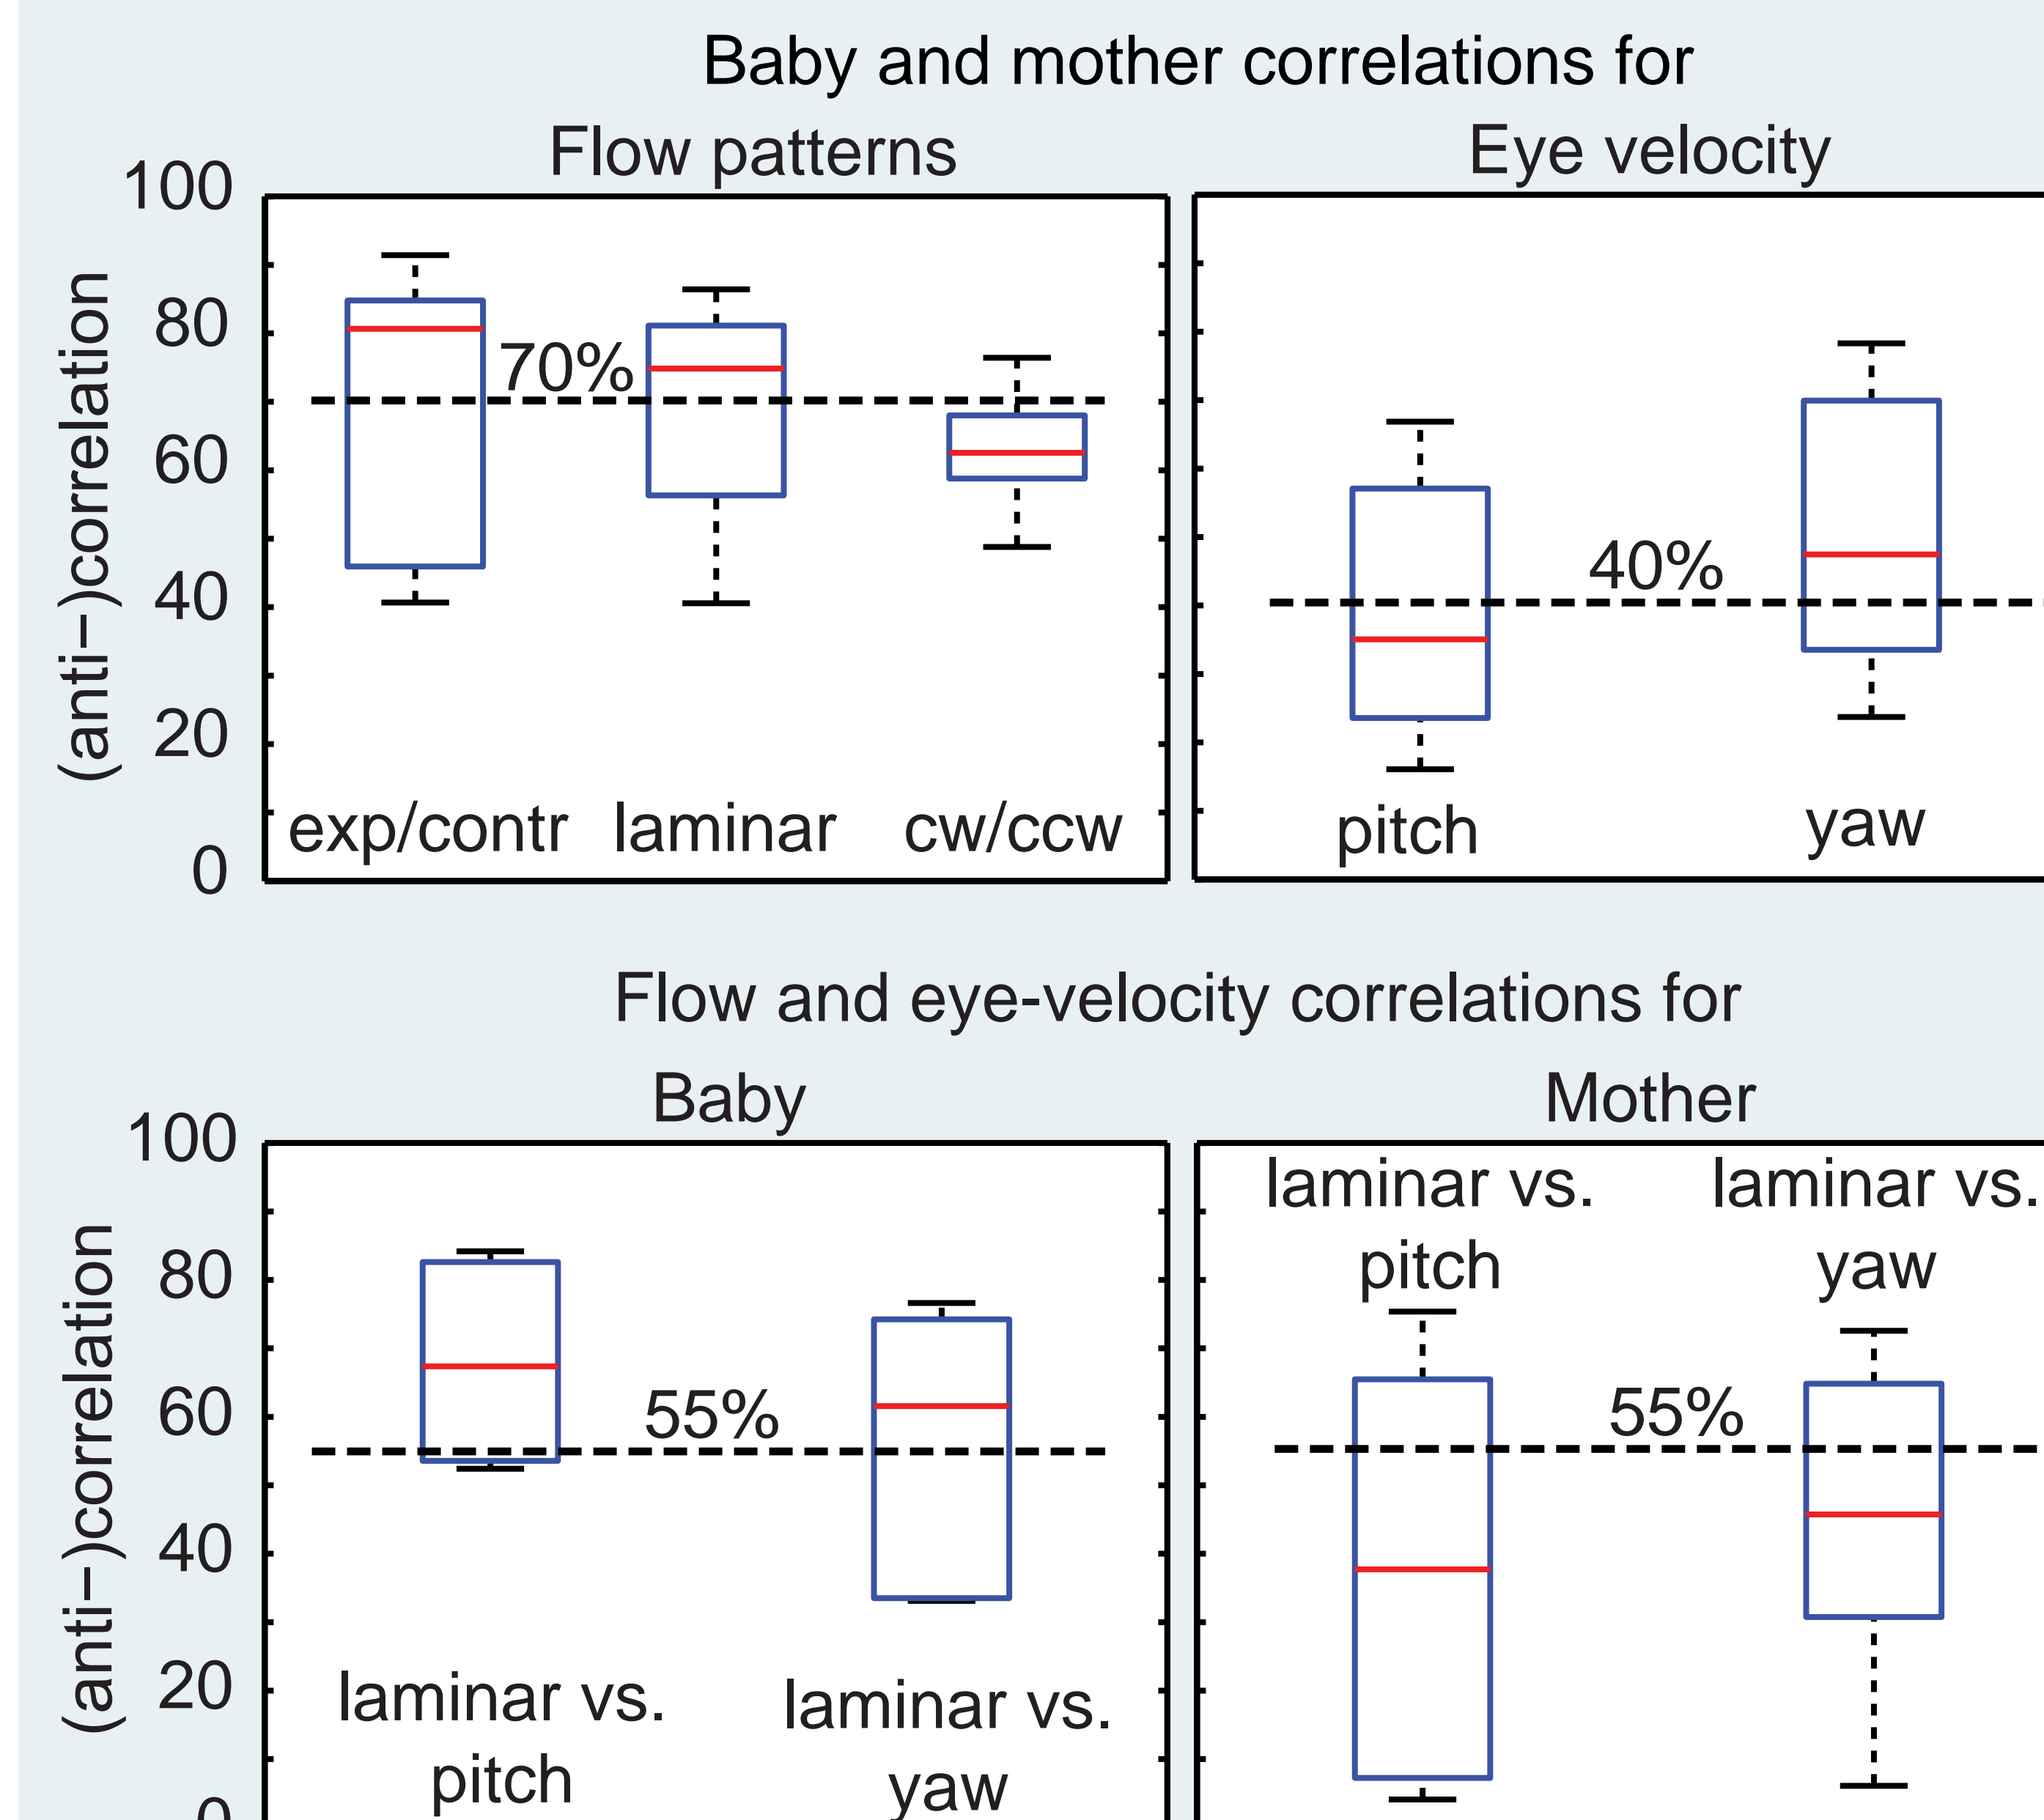 Baby and mother correlations for
Flow patterns
Eye velocity
100
80
60
40
20
0
(anti−)correlation
70%
exp/contr laminar cw/ccw
40%
pitch yaw
Flow and eye-velocity correlations for
Baby
Mother
100
80
60
40
20
0
(anti−)correlation
55%
laminar vs.
pitch
laminar vs.
yaw
laminar vs.
pitch
laminar vs.
yaw
55%